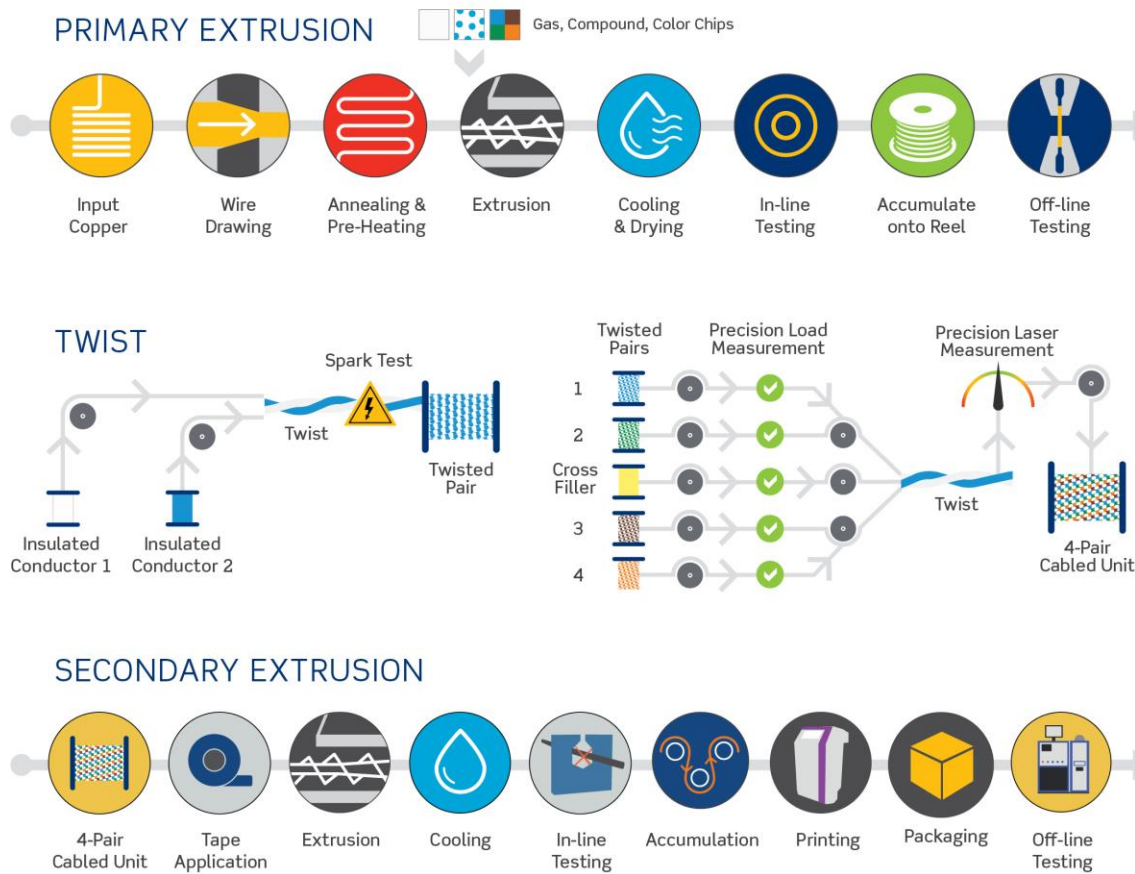 PRIMARY EXTRUSION
Gas, Compound, Color Chips
Input
Copper
Wire
Drawing
Annealing &
Pre-Heating
Extrusion
Cooling
& Drying
In-line
Testing
Accumulate
onto Reel
Off-line
Testing
TWIST
Spark Test
Twist
Twisted
Pair
Insulated
Conductor 1
Insulated
Conductor 2
Twisted
Pairs
Precision Load
Measurement
Precision Laser
Measurement
1
2
Cross
Filler
3
4
Twist
4-Pair
Cabled Unit
SECONDARY EXTRUSION
4-Pair
Cabled Unit
Tape
Application
Extrusion
Cooling
In-line
Testing
Accumulation
Printing
Packaging
Off-line
Testing